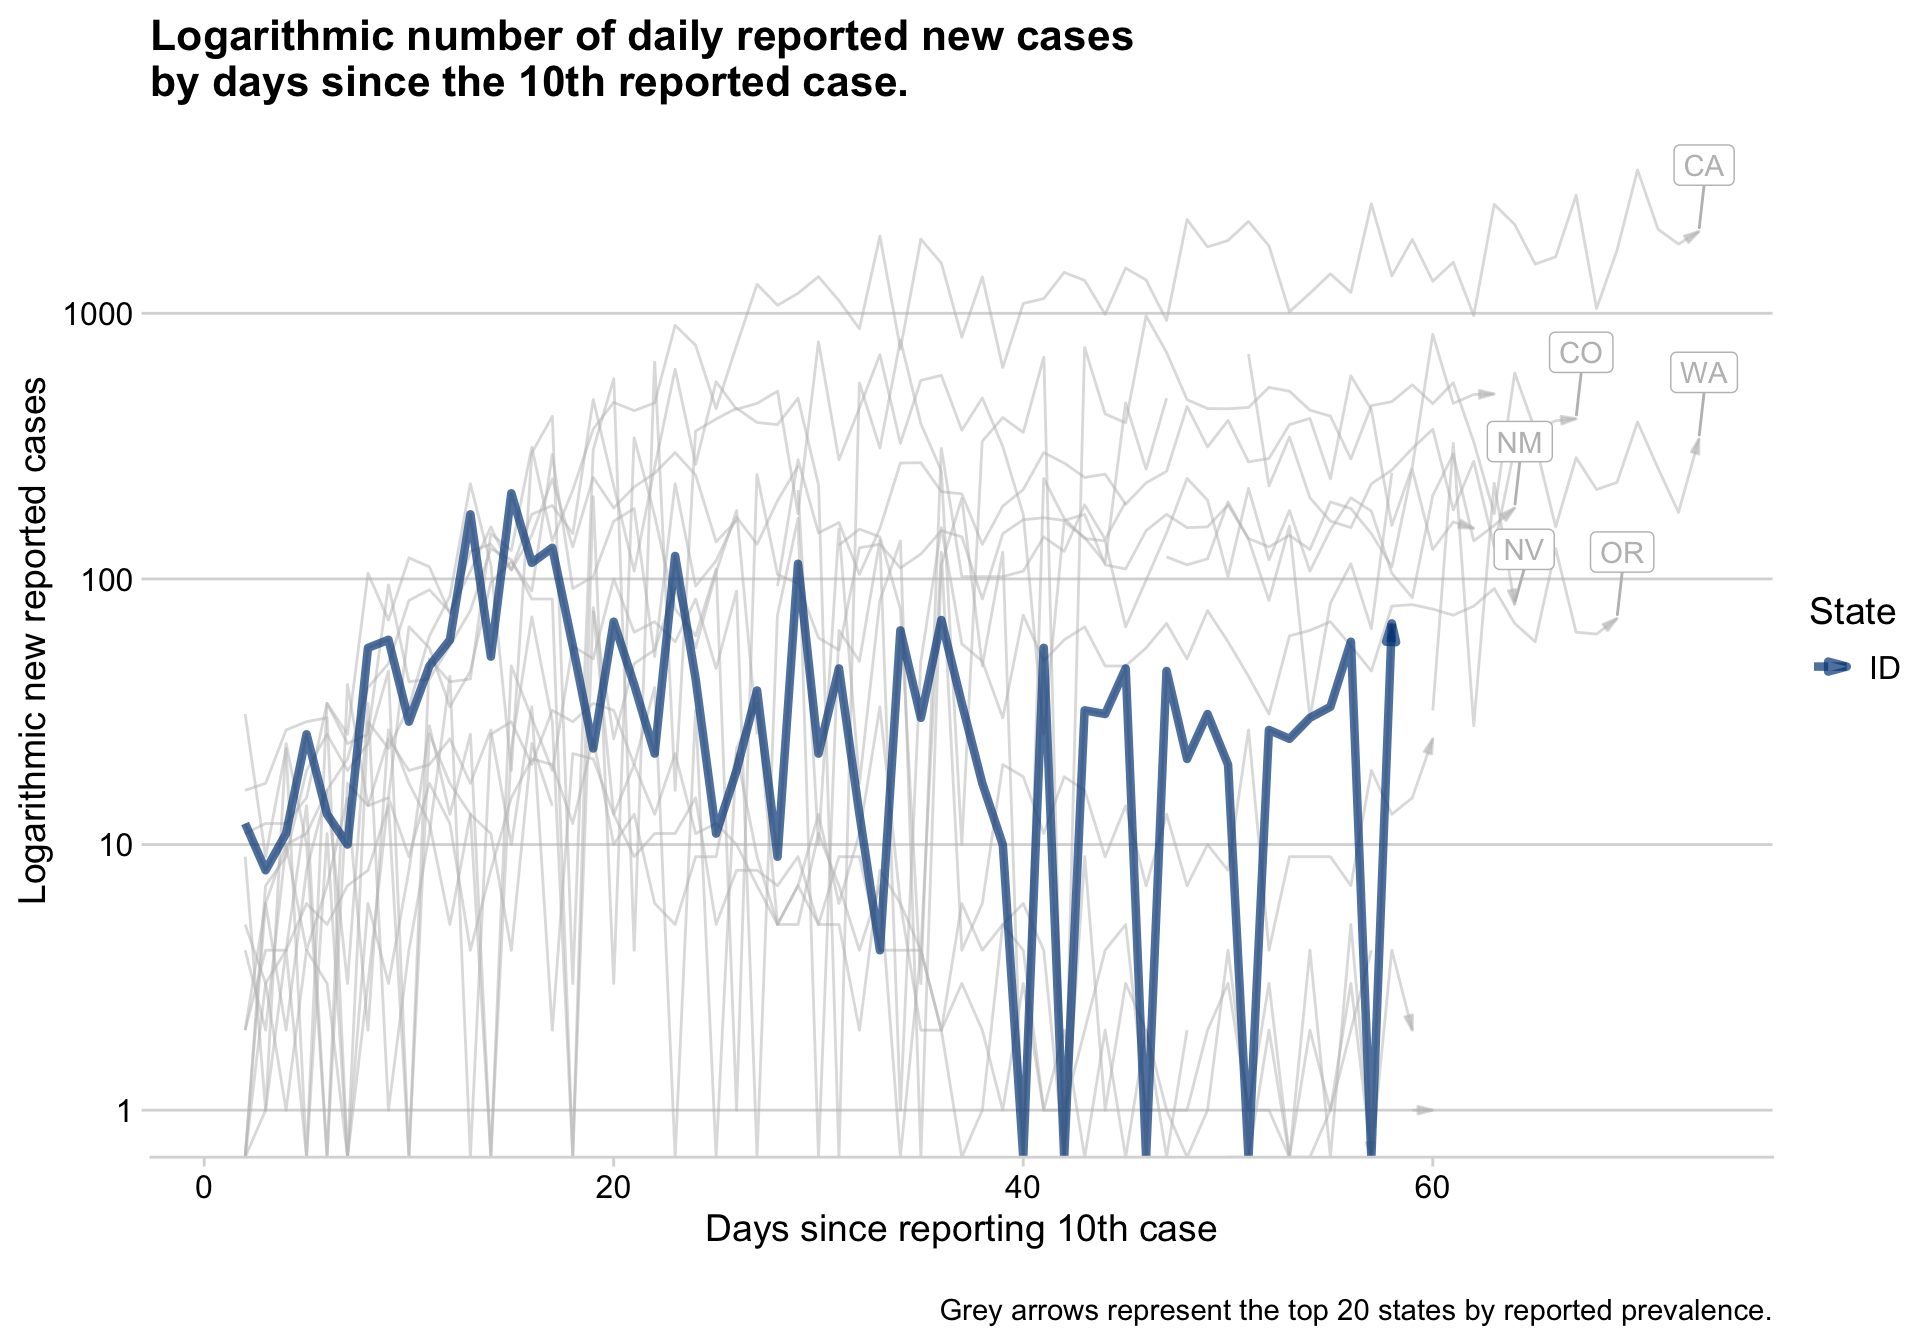 Logarithmic number of daily reported new cases
by days since the 10th reported case.
Logarithmic new reported cases
1000
100
10
1
CA
CO
WA
NM
NV
OR
State
ID
0
20
40
60
Days since reporting 10th case
Grey arrows represent the top 20 states by reported prevalence.